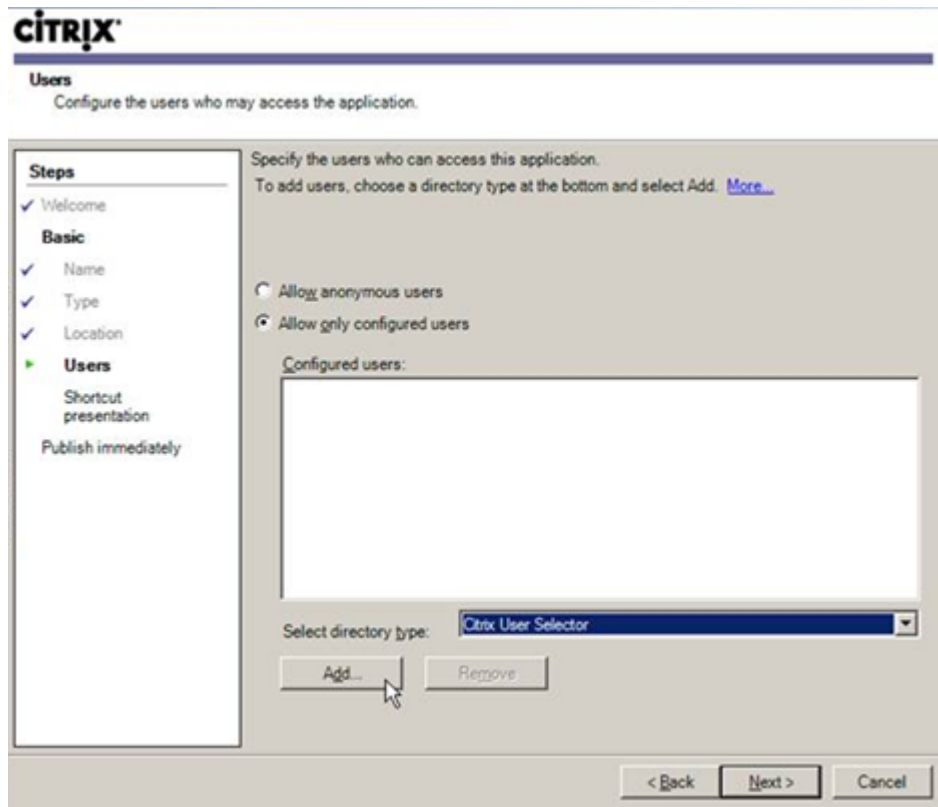 CİTRIX
Users
Configure the users who may access the application.
Steps
Welcome
Basic
Name
Type
Location
Users
Shortcut
presentation
Publish immediately
Specify the users who can access this application.
To add users, choose a directory type at the bottom and select Add. More...
Allow anonymous users
Allow only configured users
Configured users:
Select directory type:
Citrix User Selector
Add...
Remove
< Back
Next >
Cancel